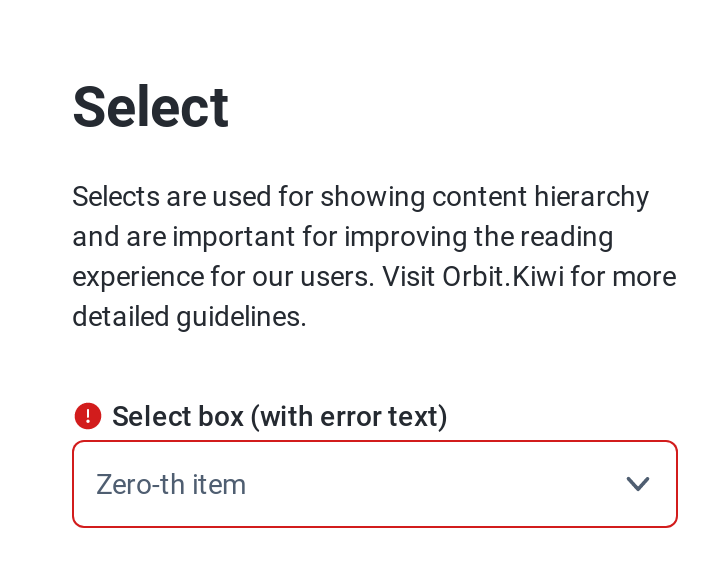 Select
Selects are used for showing content hierarchy
and are important for improving the reading
experience for our users. Visit Orbit.Kiwi for more
detailed guidelines.
Select box (with error text)
Zero-th item